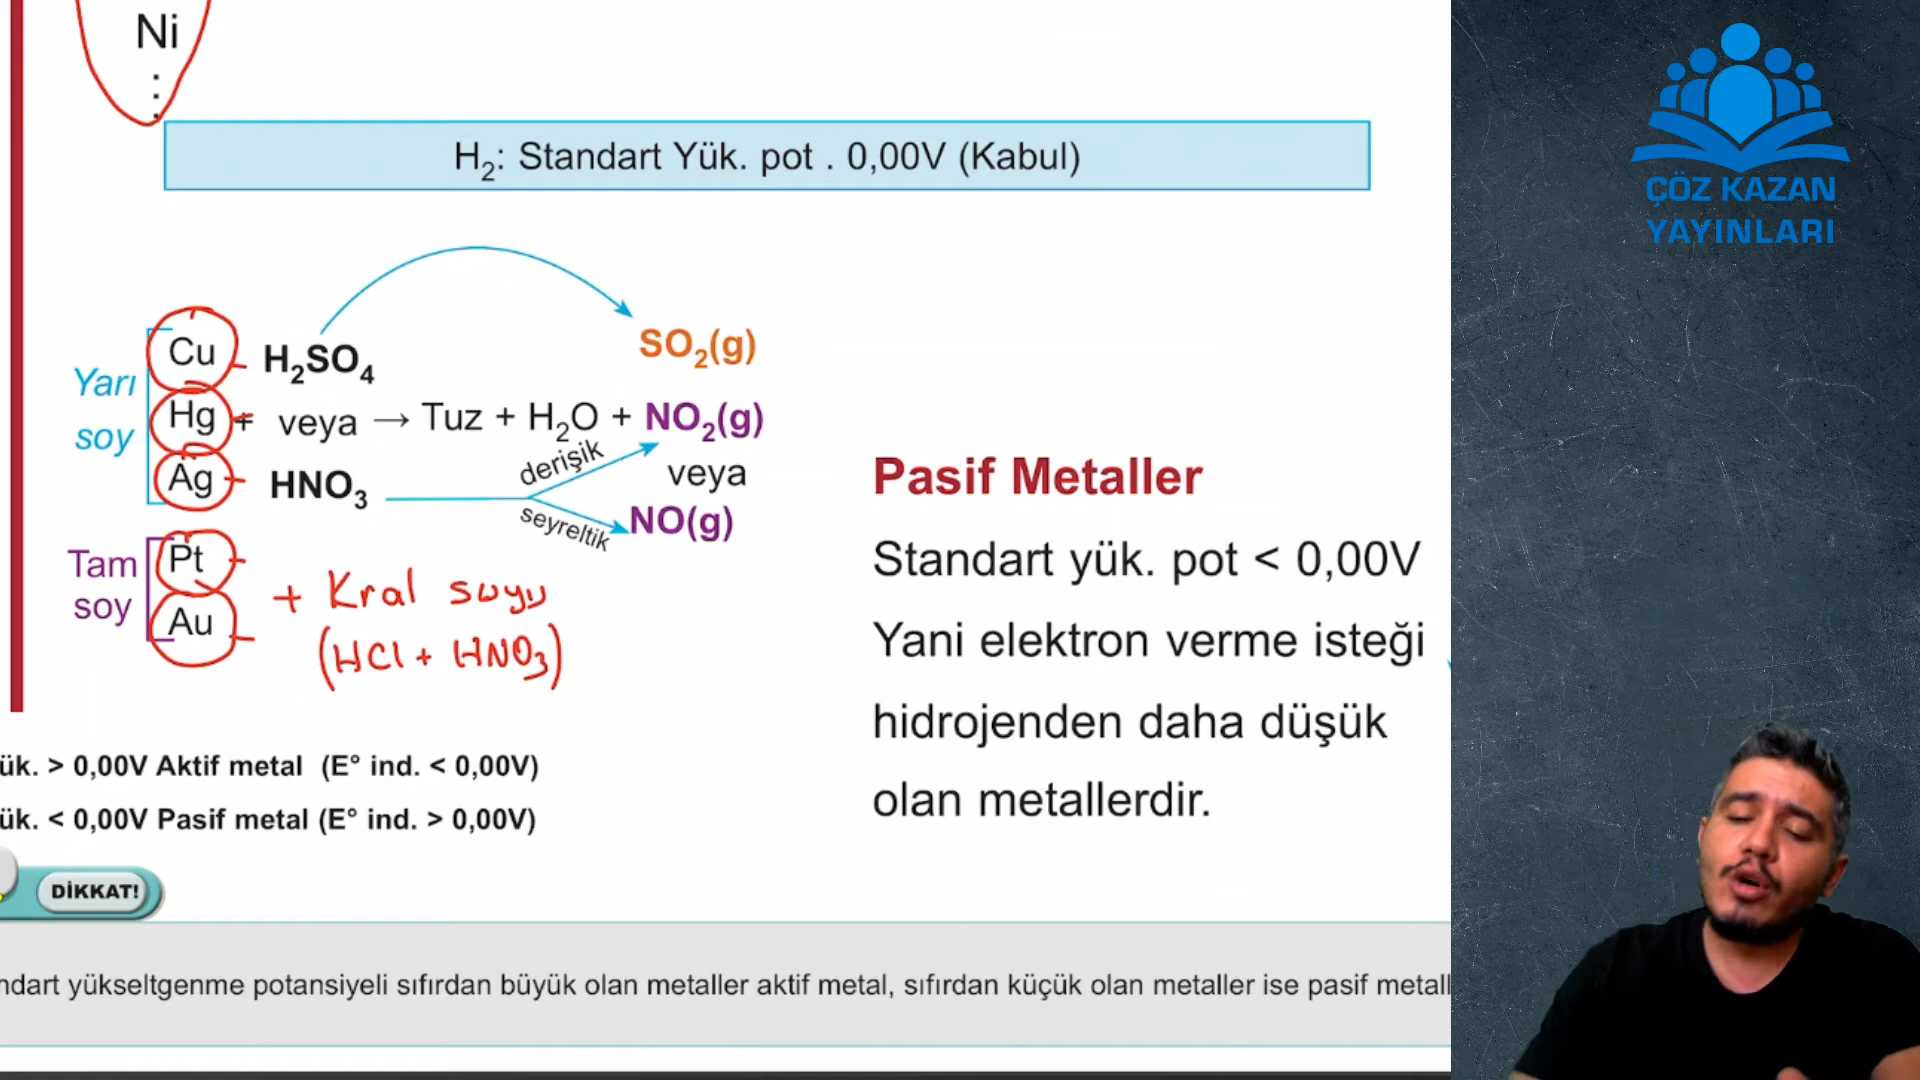 Ni
:
H₂: Standart Yük. pot . 0,00V (Kabul)
ÇÖZ KAZAN
YAYINLARI
Yarı
soy
Cu
Hg
Ag
H₂SO₄
+ veya → Tuz + H₂O + NO₂(g)
HNO₃
SO₂(g)
derişik
veya
seyreltik
NO(g)
Tam
soy
Pt
Au
+ Kral suyu
(HCl + HNO₃)
Pasif Metaller
Standart yük. pot < 0,00V
Yani elektron verme isteği
hidrojenden daha düşük
olan metallerdir.
ük. > 0,00V Aktif metal (E° ind. < 0,00V)
ük. < 0,00V Pasif metal (E° ind. > 0,00V)
DİKKAT!
ndart yükseltgenme potansiyeli sıfırdan büyük olan metaller aktif metal, sıfırdan küçük olan metaller ise pasif metall